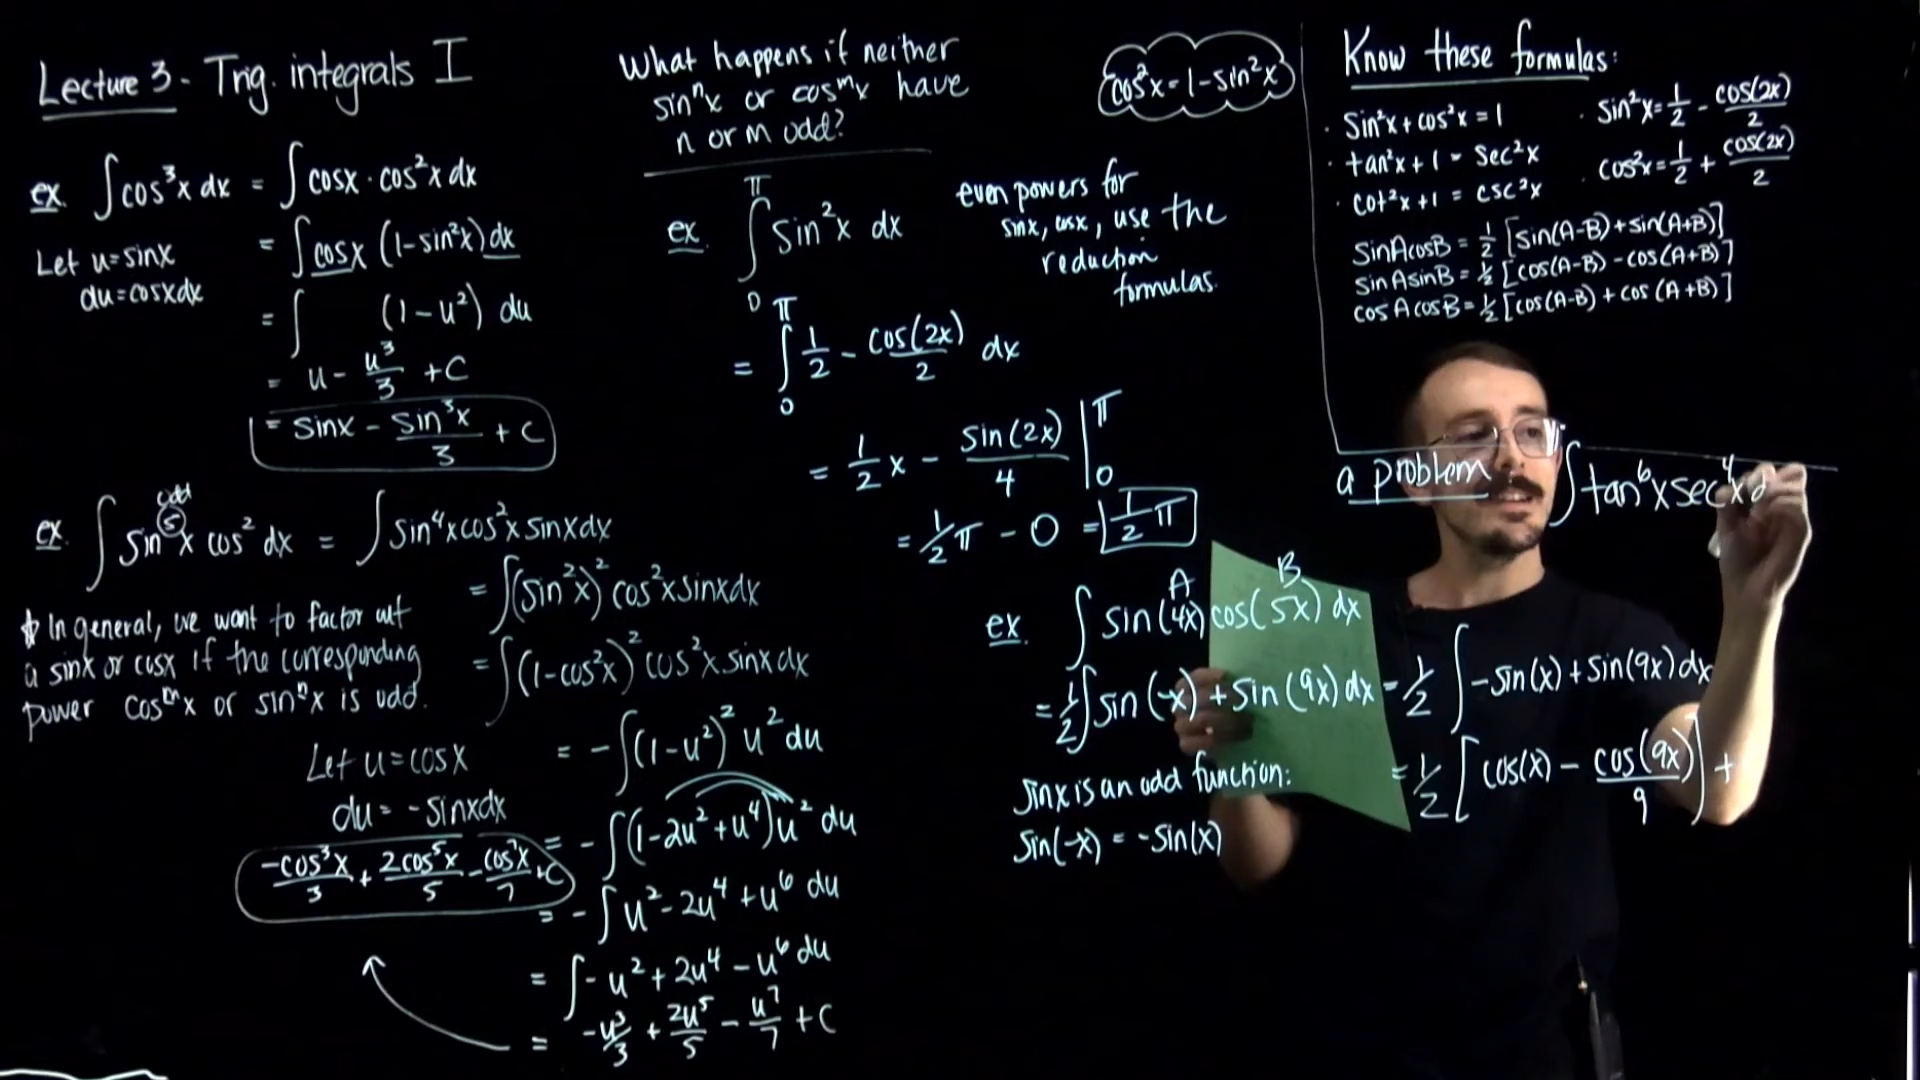 Lecture 3 - Trig. integrals I
ex. ∫cos³x dx = ∫cosx·cos²x dx
Let u=sinx
du=cosxdx
= ∫cosx (1-sin²x)dx
= ∫ (1-u²) du
= u - u³/3 + C
= sinx - sin³x/3 + C
odd
ex. ∫ sin⁵x cos² dx = ∫sin⁴xcos²x sinxdx
= ∫(sin²x)² cos²xsinxdx
= ∫(1-cos²x)² cos²x sinx dx
☆ In general, we want to factor out
a sinx or cosx if the corresponding
power cosᵐx or sinⁿx is odd.
Let u=cosx
du= -sinxdx
= -∫(1-u²)² u² du
= -∫(1-2u²+u⁴)u² du
= -∫u²-2u⁴+u⁶ du
= ∫-u²+2u⁴-u⁶ du
= -u³/3 + 2u⁵/5 - u⁷/7 + C
-cos³x/3 + 2cos⁵x/5 - cos⁷x/7 + C
What happens if neither
sinⁿx or cosᵐx have
n or m odd?
ex. ∫₀^π sin²x dx
even powers for
sinx, cosx, use the
reduction
formulas.
= ∫₀^π 1/2 - cos(2x)/2 dx
= 1/2 x - sin(2x)/4 |₀^π
= 1/2 π - 0 = 1/2 π
cos²x = 1-sin²x
A B
ex. ∫ sin(4x) cos(5x) dx
= 1/2 ∫sin(-x) + sin(9x) dx = 1/2 ∫-sin(x)+sin(9x)dx
= 1/2 [cos(x) - cos(9x)/9] +
sinx is an odd function:
sin(-x) = -sin(x)
Know these formulas:
· sin²x+cos²x = 1
· tan²x+1 = sec²x
· cot²x+1 = csc²x
· sin²x = 1/2 - cos(2x)/2
· cos²x = 1/2 + cos(2x)/2
sinAcosB = 1/2 [sin(A-B)+sin(A+B)]
sinAsinB = 1/2 [cos(A-B) - cos(A+B)]
cosAcosB = 1/2 [cos(A-B) + cos(A+B)]
a problem ∫tan⁶xsec⁴x d